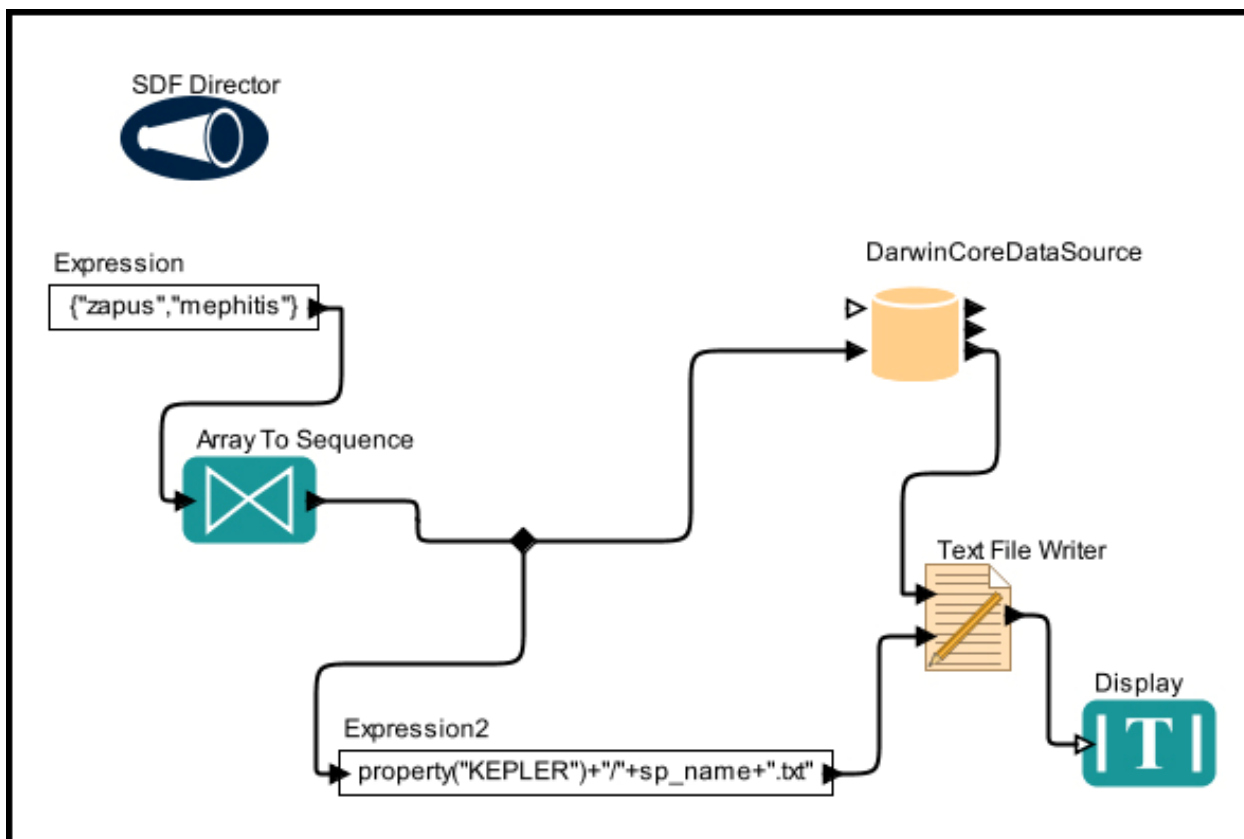 SDF Director
DarwinCoreDataSource
Expression
{"zapus","mephitis"}
Array To Sequence
Text File Writer
Display
T
Expression2
property("KEPLER")+"/"+sp_name+".txt"